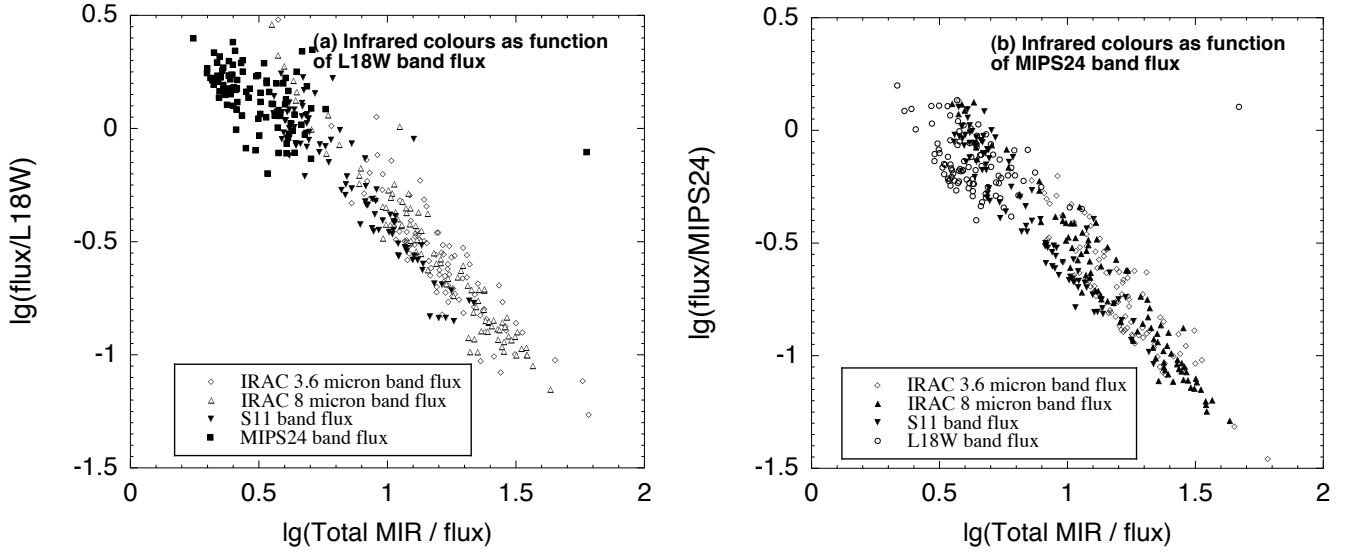 (a) Infrared colours as function
of L18W band flux
lg(flux/L18W)
0.5
0
-0.5
-1
-1.5
IRAC 3.6 micron band flux
IRAC 8 micron band flux
S11 band flux
MIPS24 band flux
0 0.5 1 1.5 2
lg(Total MIR / flux)
(b) Infrared colours as function
of MIPS24 band flux
lg(flux/MIPS24)
0.5
0
-0.5
-1
-1.5
IRAC 3.6 micron band flux
IRAC 8 micron band flux
S11 band flux
L18W band flux
0 0.5 1 1.5 2
lg(Total MIR / flux)